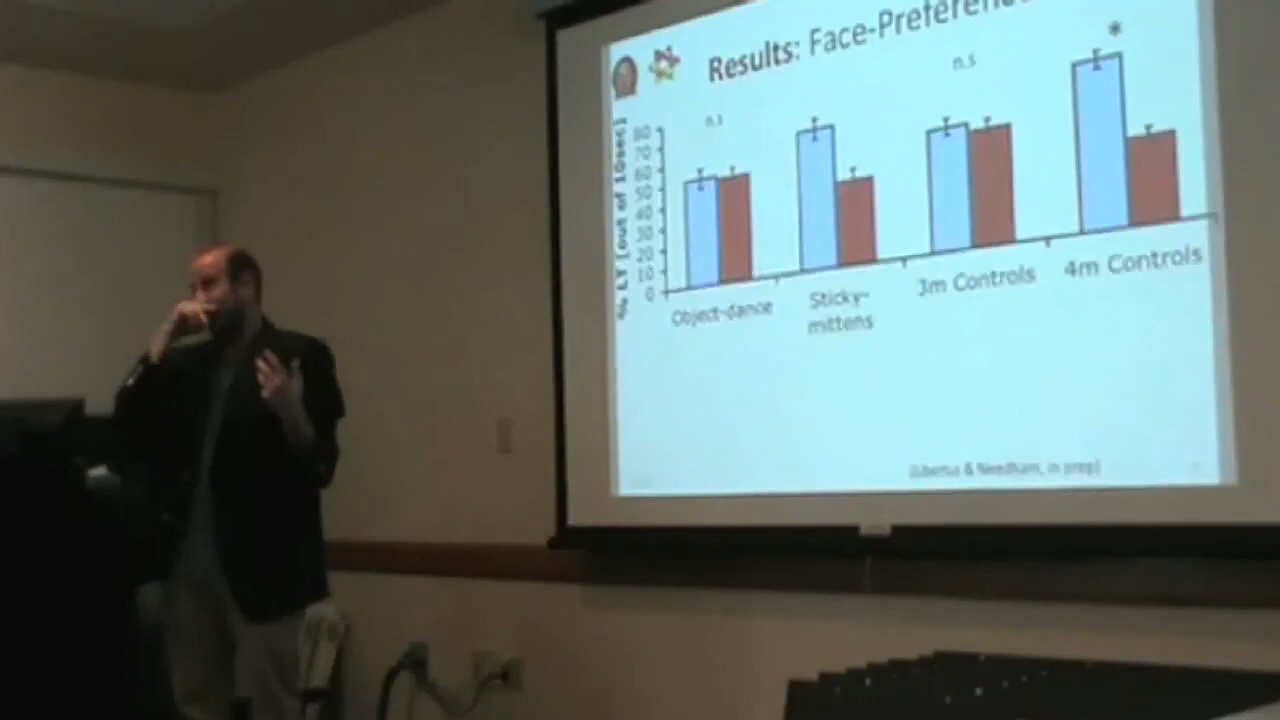 Results: Face-Preferen
% LT (out of 10sec)
n.s
n.s
*
80
70
60
50
40
30
20
10
0
Object-dance
Sticky-
mittens
3m Controls
4m Controls
(Libertus & Needham, in prep)